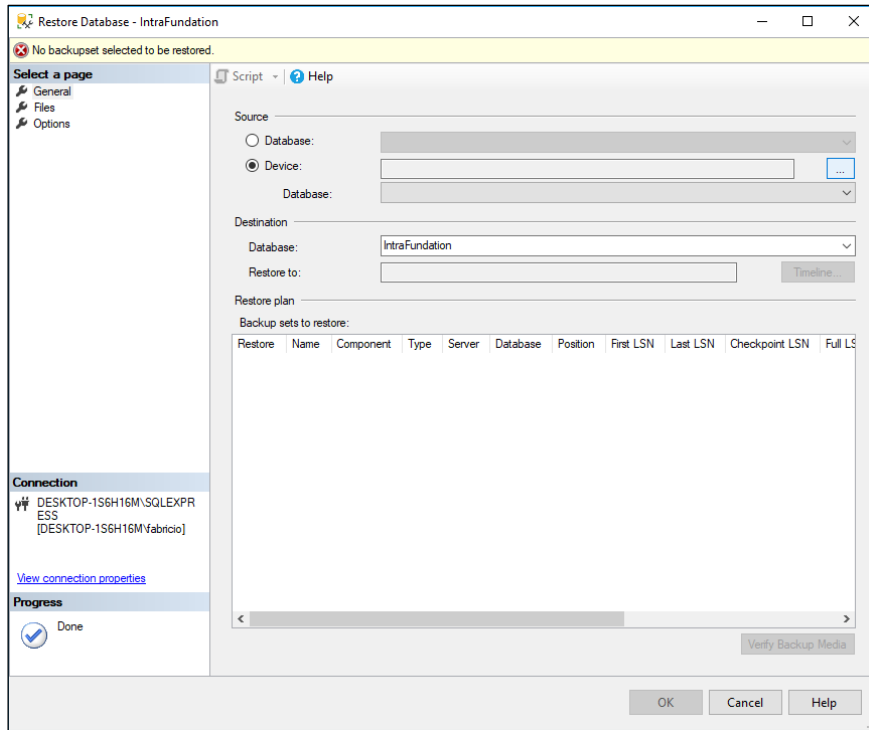 Restore Database - IntraFundation
No backupset selected to be restored.
Select a page
General
Files
Options
Script
Help
Source
Database:
Device:
...
Database:
Destination
Database:
IntraFundation
Restore to:
Timeline...
Restore plan
Backup sets to restore:
Restore Name Component Type Server Database Position First LSN Last LSN Checkpoint LSN Full LS
Connection
DESKTOP-1S6H16M\SQLEXPR
ESS
[DESKTOP-1S6H16M\fabricio]
View connection properties
Progress
Done
Verify Backup Media
OK
Cancel
Help